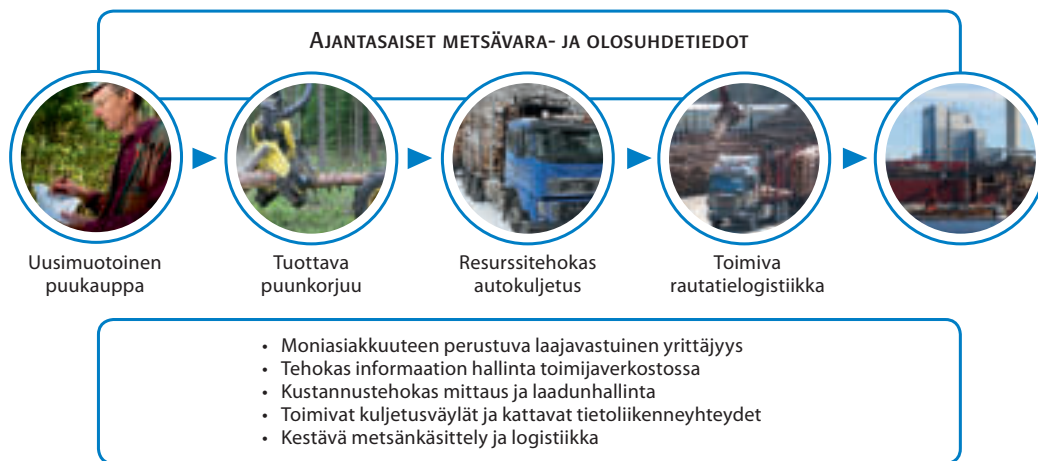 AJANTASAISET METSÄVARA- JA OLOSUHDETIEDOT
Uusimuotoinen
puukauppa
Tuottava
puunkorjuu
Resurssitehokas
autokuljetus
Toimiva
rautatielogistiikka
• Moniasiakkuuteen perustuva laajavastuinen yrittäjyys
• Tehokas informaation hallinta toimijaverkostossa
• Kustannustehokas mittaus ja laadunhallinta
• Toimivat kuljetusväylät ja kattavat tietoliikenneyhteydet
• Kestävä metsänkäsittely ja logistiikka